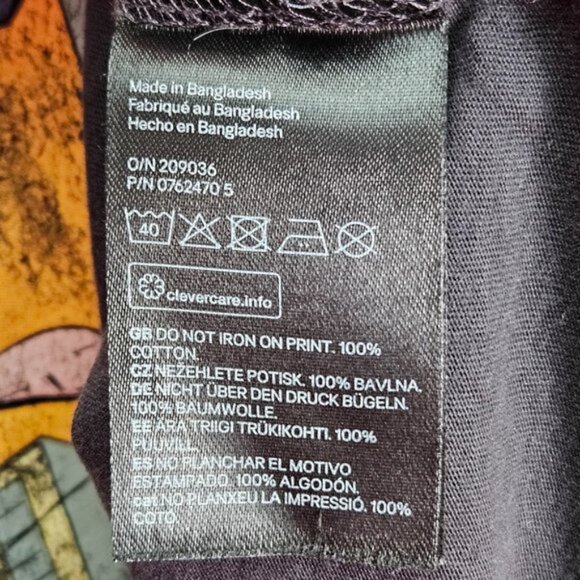 Made in Bangladesh
Fabriqué au Bangladesh
Hecho en Bangladesh
O/N 209036
P/N 0762470 5
40
clevercare.info
GB DO NOT IRON ON PRINT. 100%
COTTON.
CZ NEZEHLETE POTISK. 100% BAVLNA.
DE NICHT ÜBER DEN DRUCK BÜGELN.
100% BAUMWOLLE.
EE ÄRA TRIIGI TRÜKIKOHTI. 100%
PUUVILL.
ES NO PLANCHAR EL MOTIVO
ESTAMPADO. 100% ALGODÓN.
cat NO PLANXEU LA IMPRESSIÓ. 100%
COTÓ.